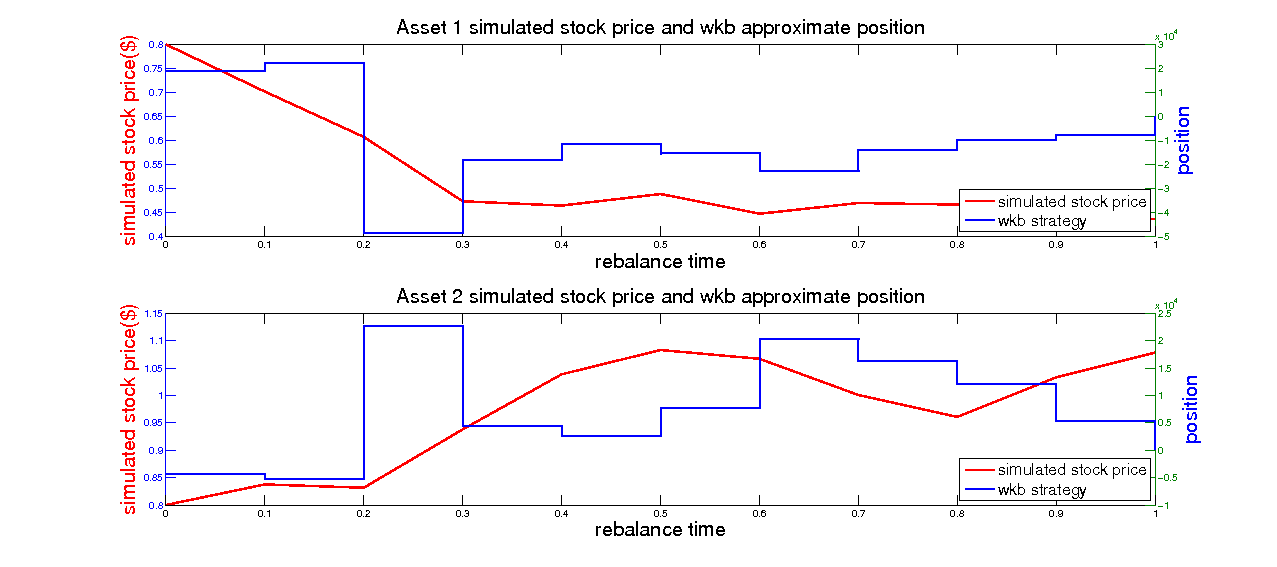 Asset 1 simulated stock price and wkb approximate position
x 10^4
simulated stock price($)
0.8
0.75
0.7
0.65
0.6
0.55
0.5
0.45
0.4
3
2
1
0
-1
-2
-3
-4
-5
position
simulated stock price
wkb strategy
0 0.1 0.2 0.3 0.4 0.5 0.6 0.7 0.8 0.9 1
rebalance time
Asset 2 simulated stock price and wkb approximate position
x 10^4
simulated stock price($)
1.15
1.1
1.05
1
0.95
0.9
0.85
0.8
2.5
2
1.5
1
0.5
0
-0.5
-1
position
simulated stock price
wkb strategy
0 0.1 0.2 0.3 0.4 0.5 0.6 0.7 0.8 0.9 1
rebalance time